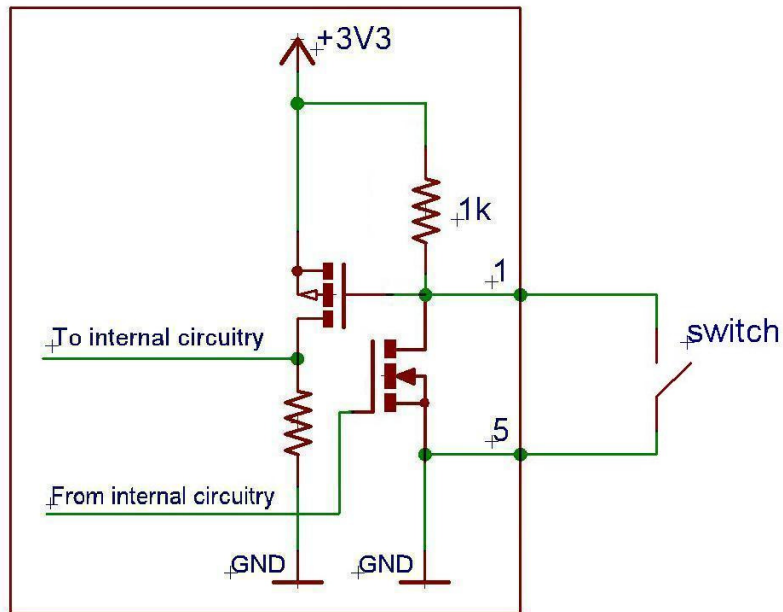 +3V3
1k
1
To internal circuitry
switch
5
From internal circuitry
GND
GND